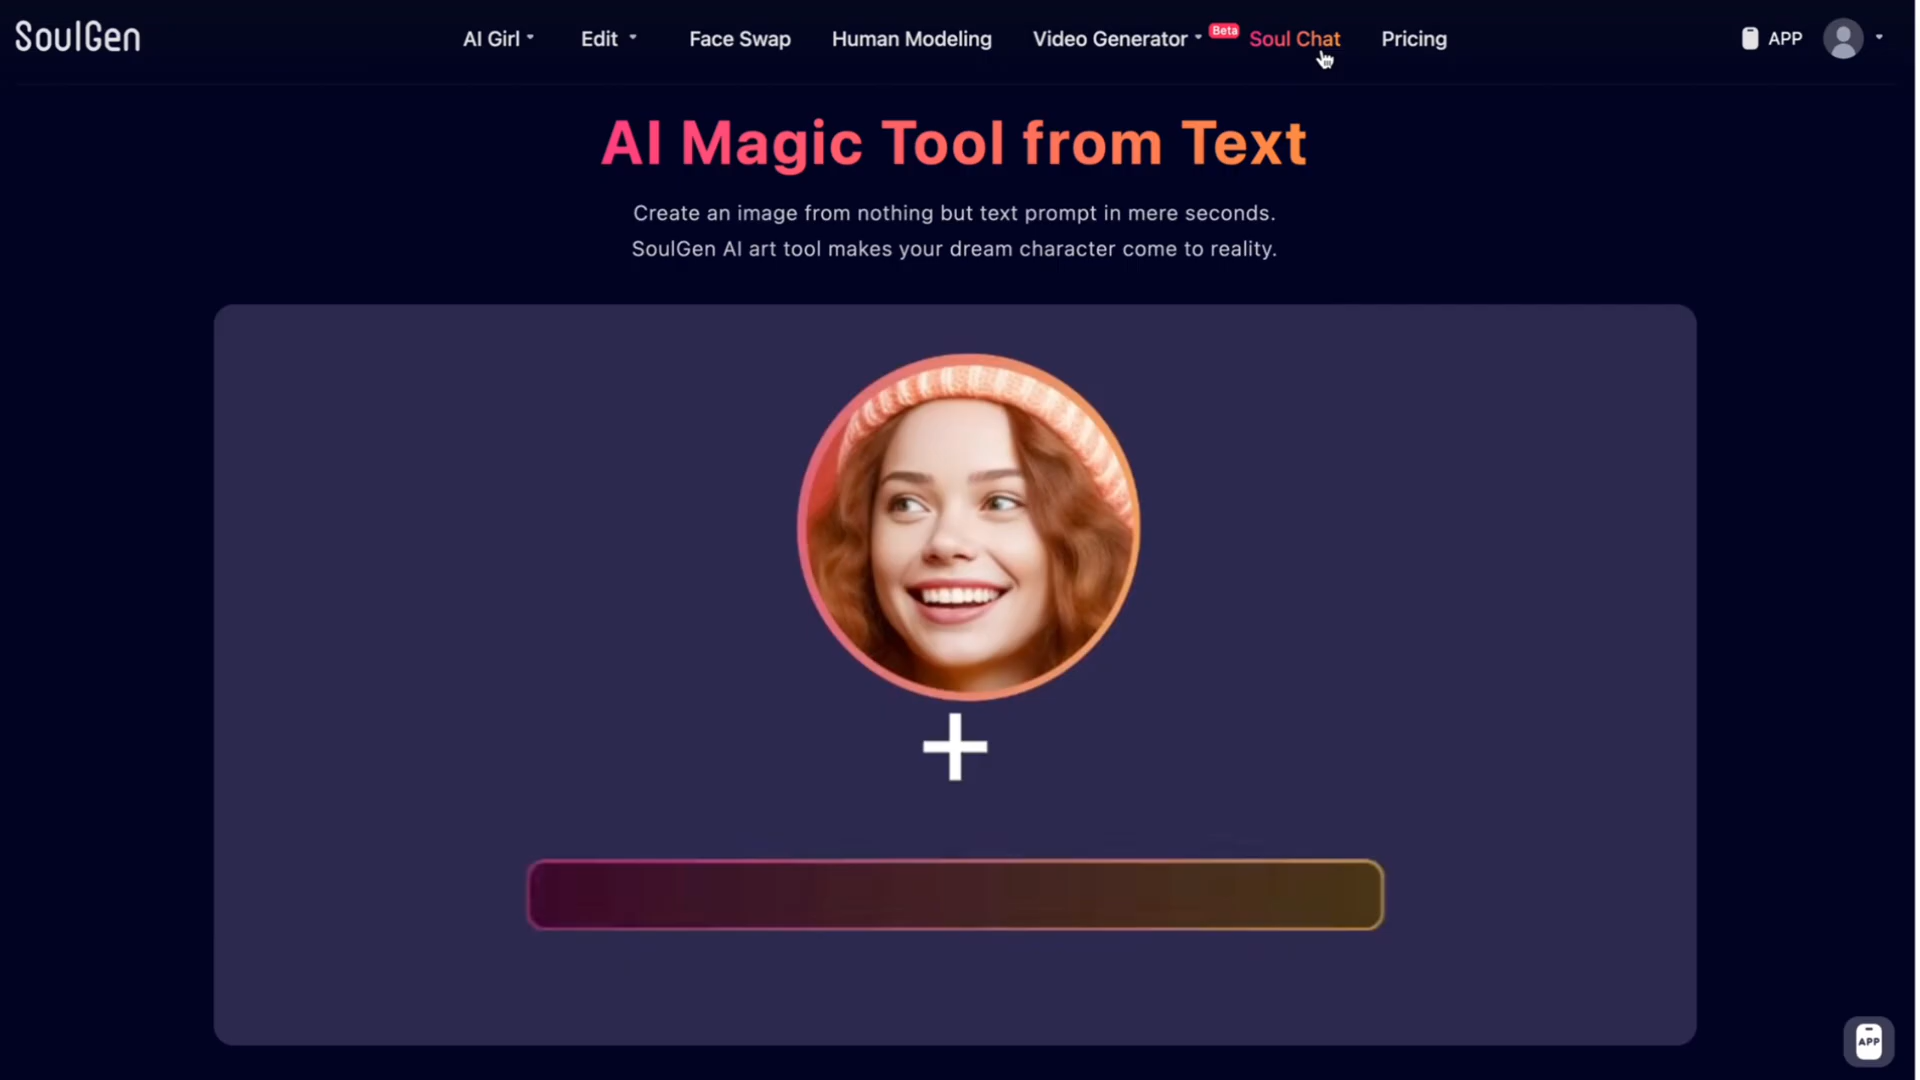 SoulGen
AI Girl
Edit
Face Swap
Human Modeling
Video Generator
Beta
Soul Chat
Pricing
APP
AI Magic Tool from Text
Create an image from nothing but text prompt in mere seconds.
SoulGen AI art tool makes your dream character come to reality.
APP